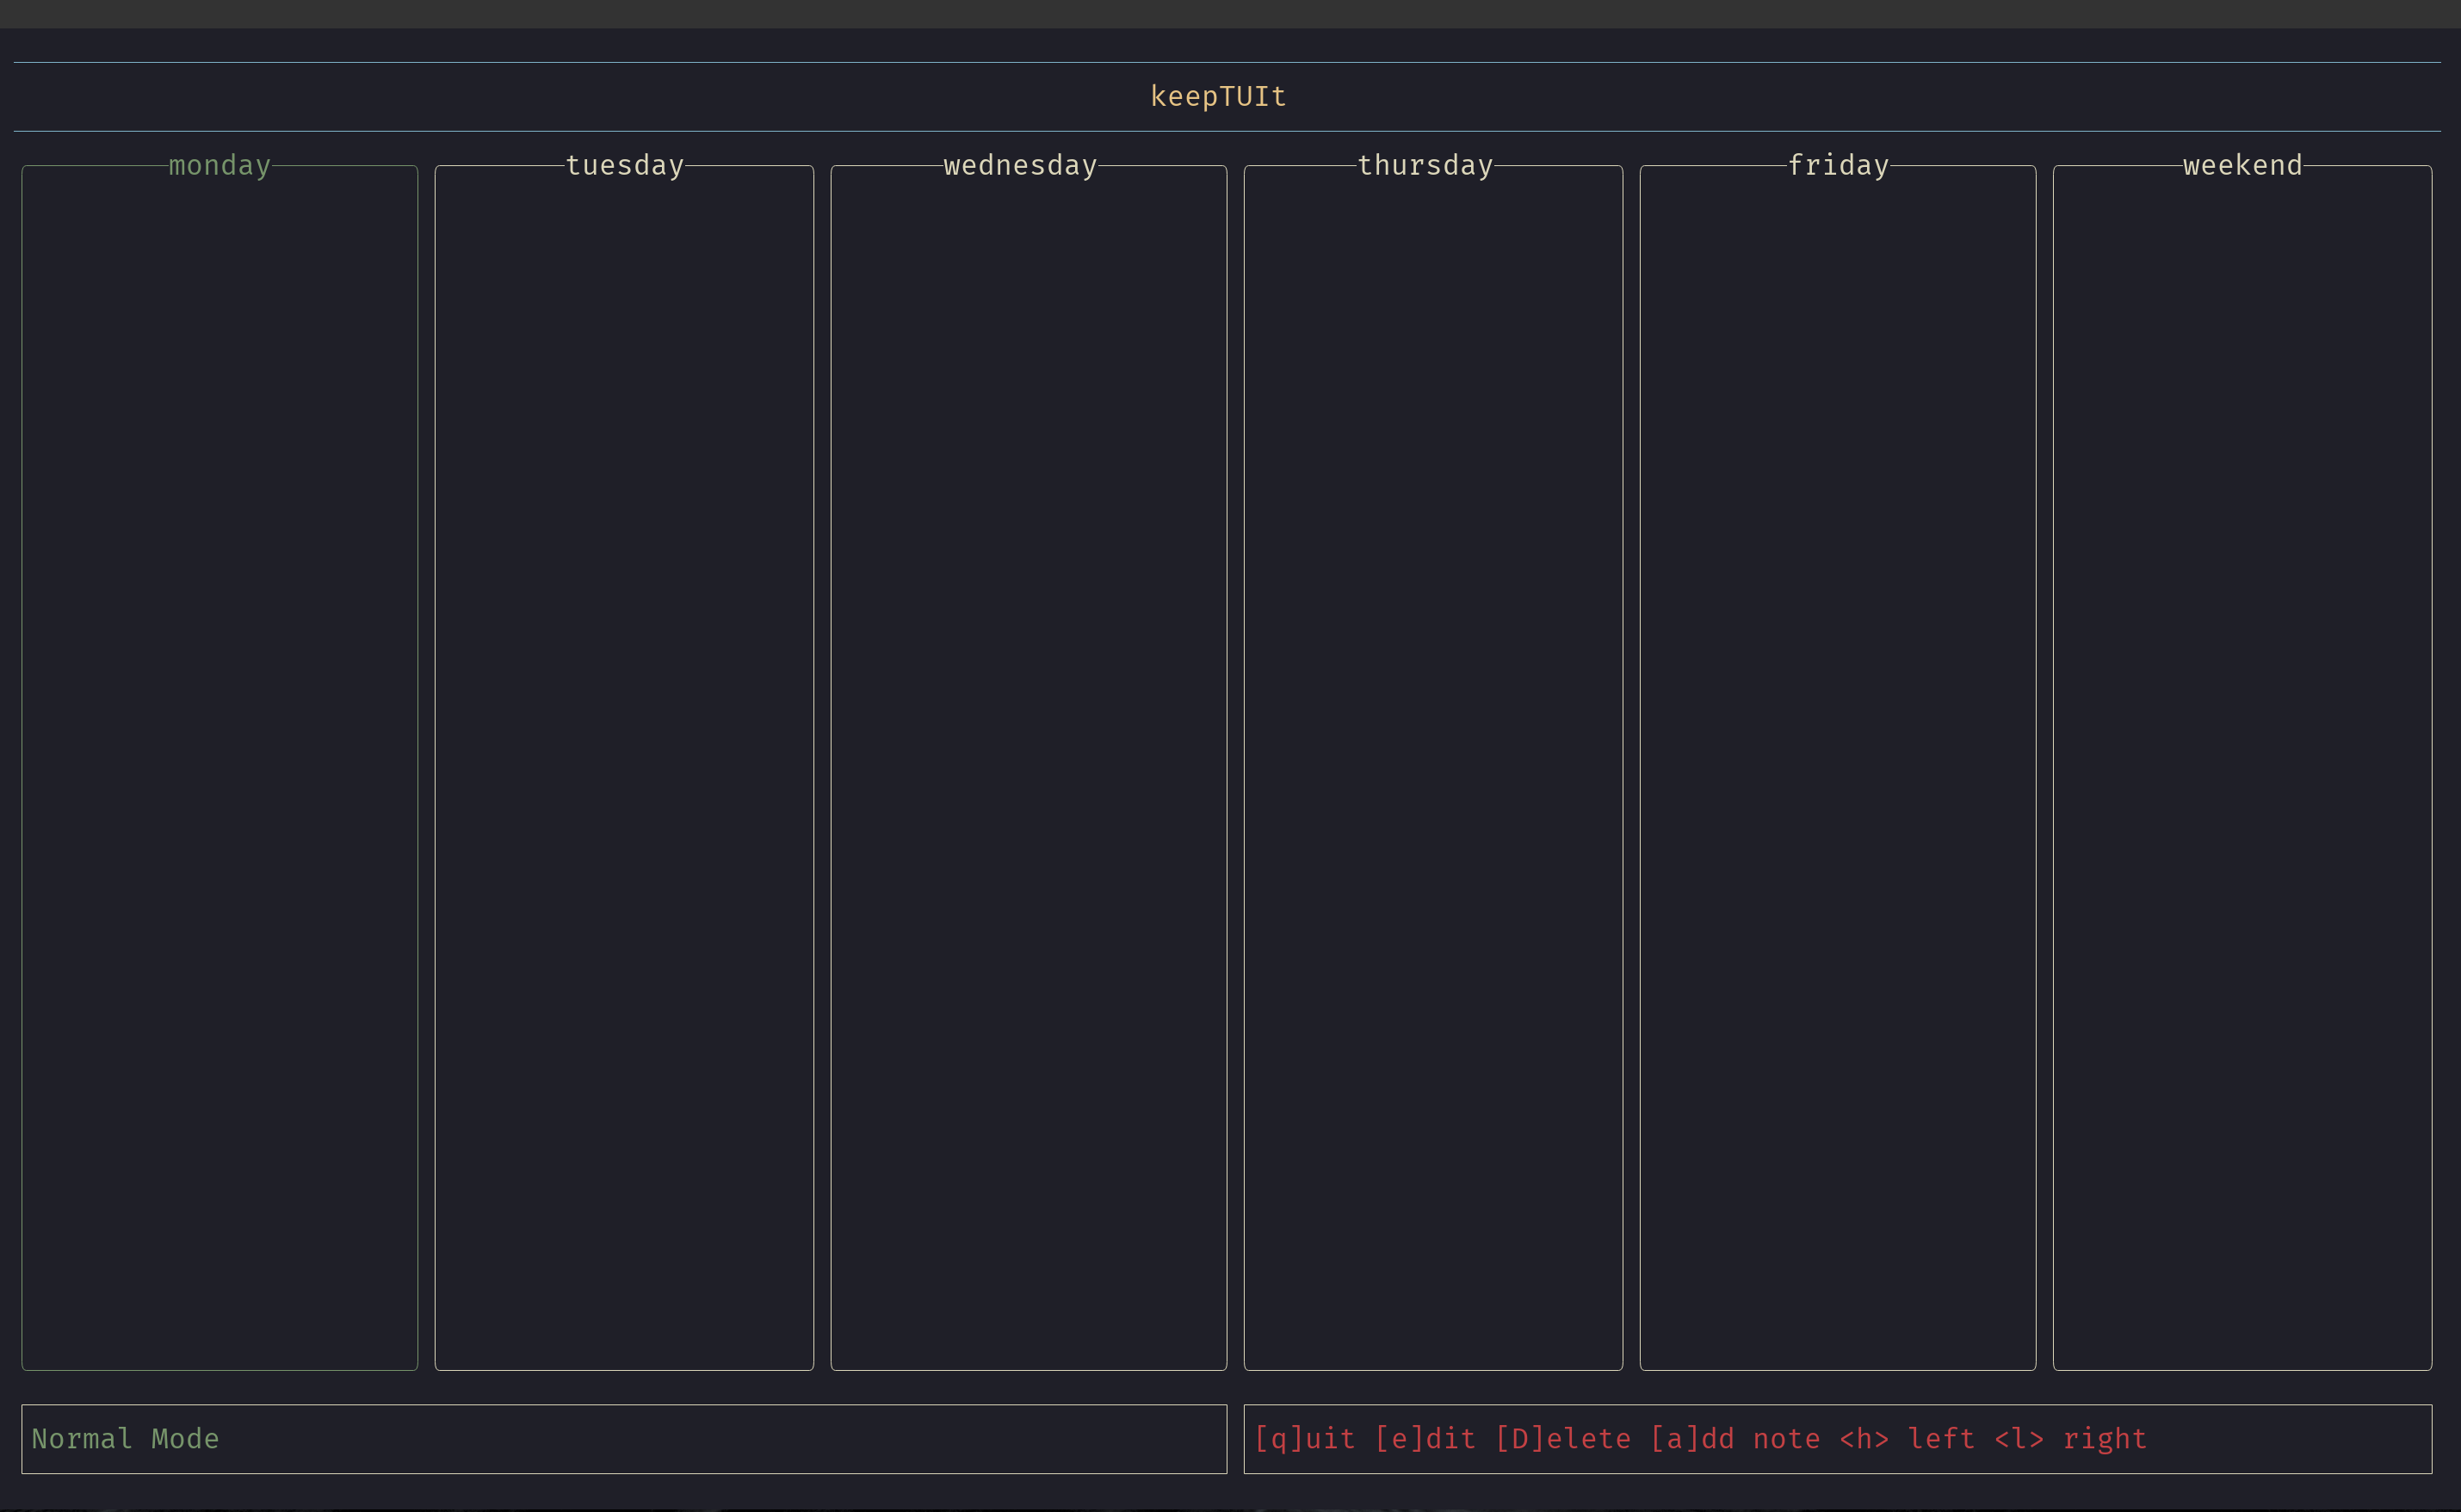 keepTUIt
monday tuesday wednesday thursday friday weekend
Normal Mode
[q]uit [e]dit [D]elete [a]dd note <h> left <l> right